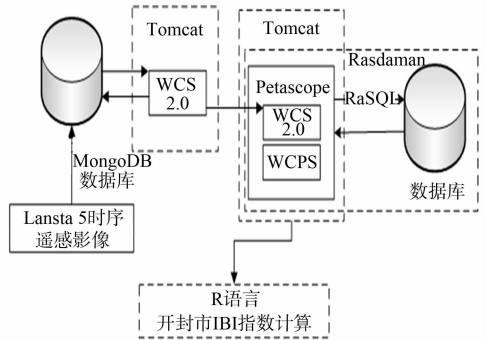 Tomcat
Tomcat
Rasdaman
WCS
2.0
Petascope
RaSQL
WCS
2.0
WCPS
MongoDB
数据库
数据库
Lansta 5时序
遥感影像
R语言
开封市IBI指数计算